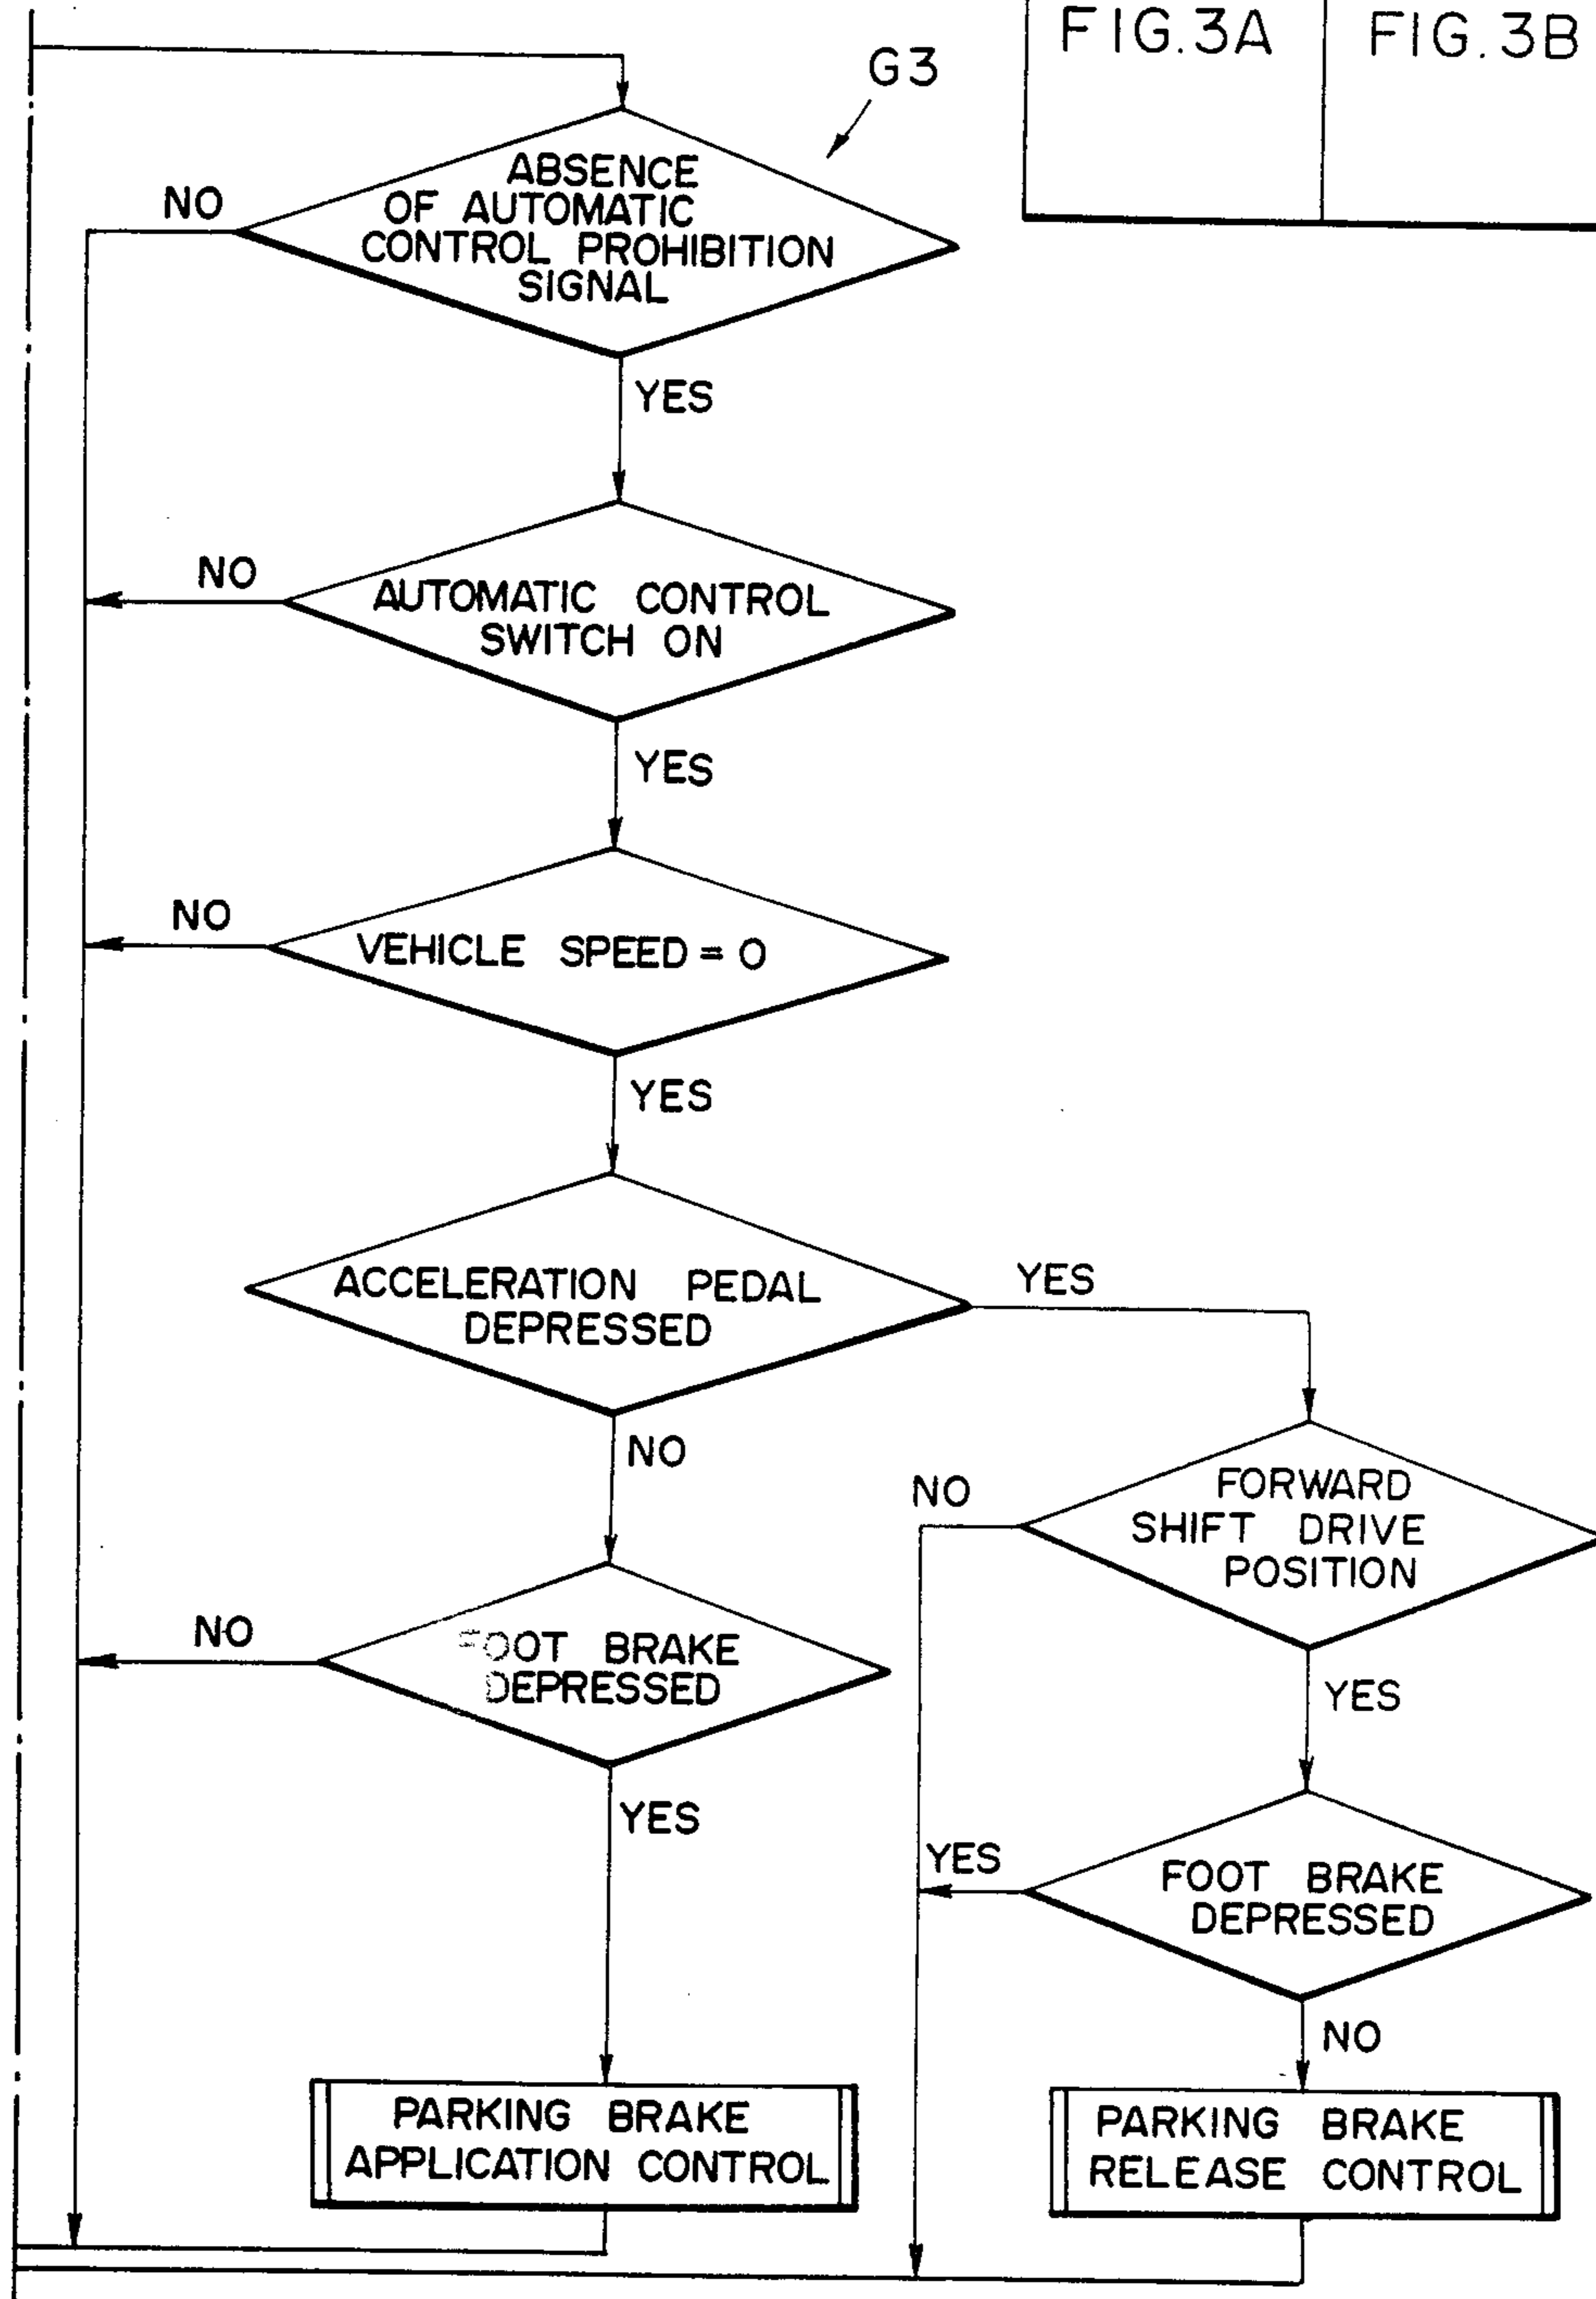 FIG.3A
FIG.3B
G3
ABSENCE
OF AUTOMATIC
CONTROL PROHIBITION
SIGNAL
NO
YES
AUTOMATIC CONTROL
SWITCH ON
NO
YES
VEHICLE SPEED = 0
NO
YES
ACCELERATION PEDAL
DEPRESSED
YES
NO
FORWARD
SHIFT DRIVE
POSITION
NO
YES
FOOT BRAKE
DEPRESSED
NO
YES
FOOT BRAKE
DEPRESSED
YES
NO
PARKING BRAKE
APPLICATION CONTROL
PARKING BRAKE
RELEASE CONTROL